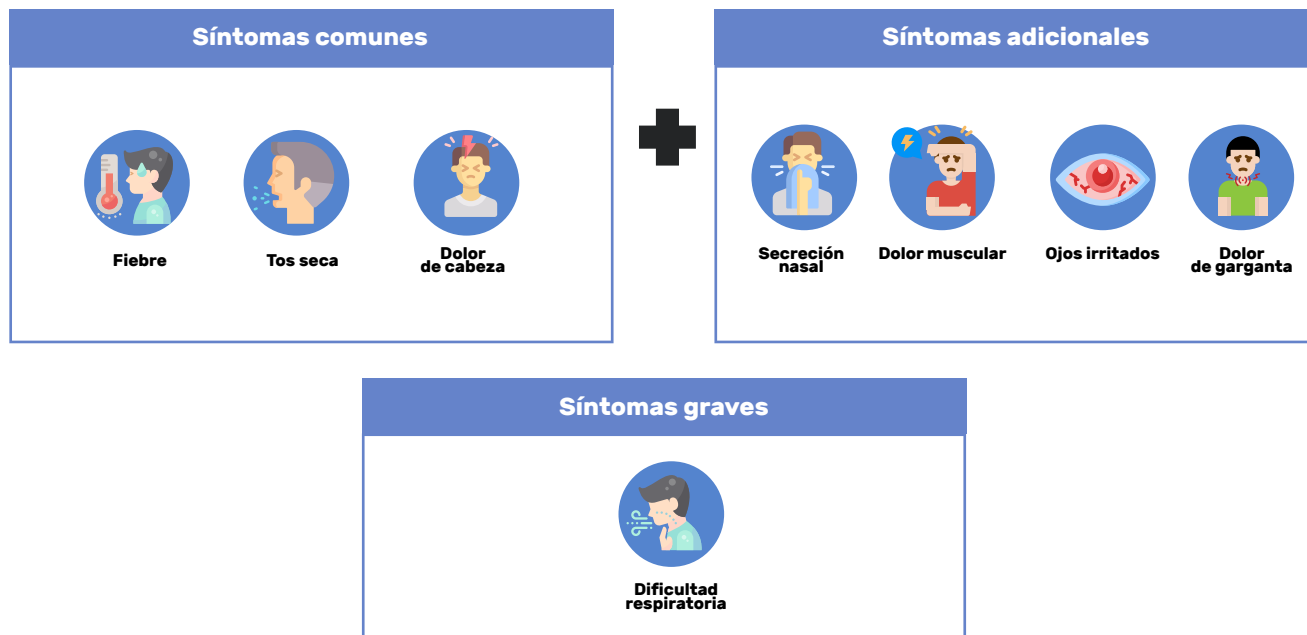 Síntomas comunes
Fiebre
Tos seca
Dolor
de cabeza
Síntomas adicionales
Secreción
nasal
Dolor muscular
Ojos irritados
Dolor
de garganta
Síntomas graves
Dificultad
respiratoria